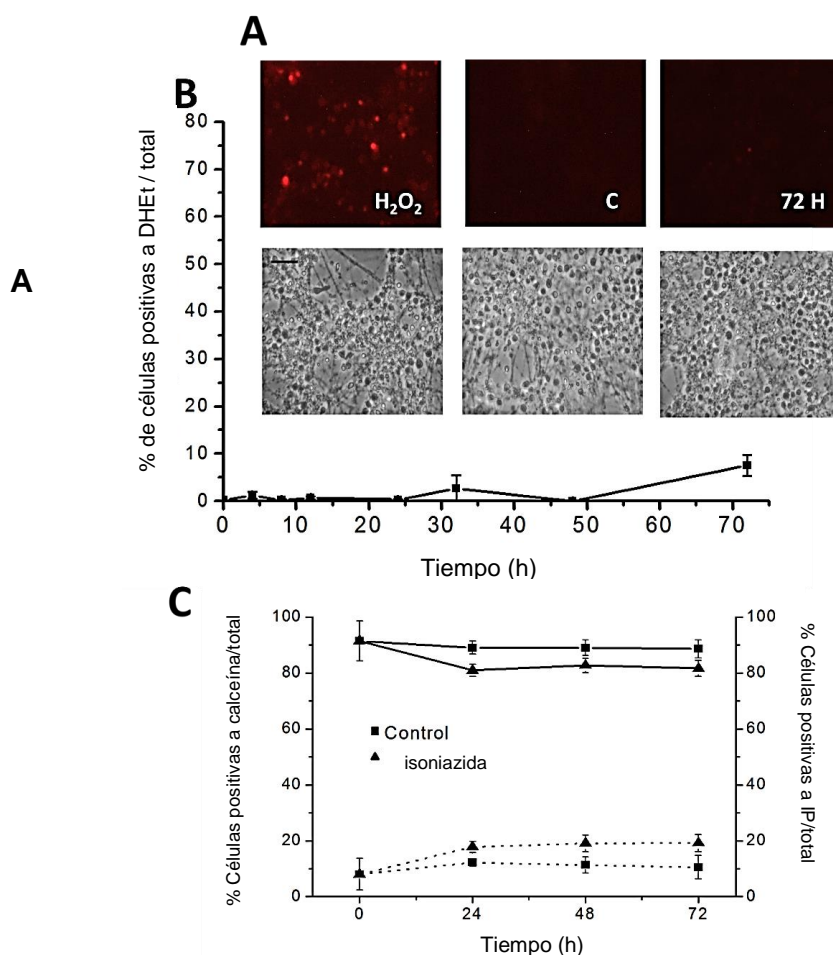 A
B
H₂O₂
C
72 H
A
% de células positivas a DHEt / total
80
70
60
50
40
30
20
10
0
0 10 20 30 40 50 60 70
Tiempo (h)
C
% Células positivas a calceína/total
100
80
60
40
20
0
Control
isoniazida
100
80
60
40
20
0
% Células positivas a IP/total
0 24 48 72
Tiempo (h)